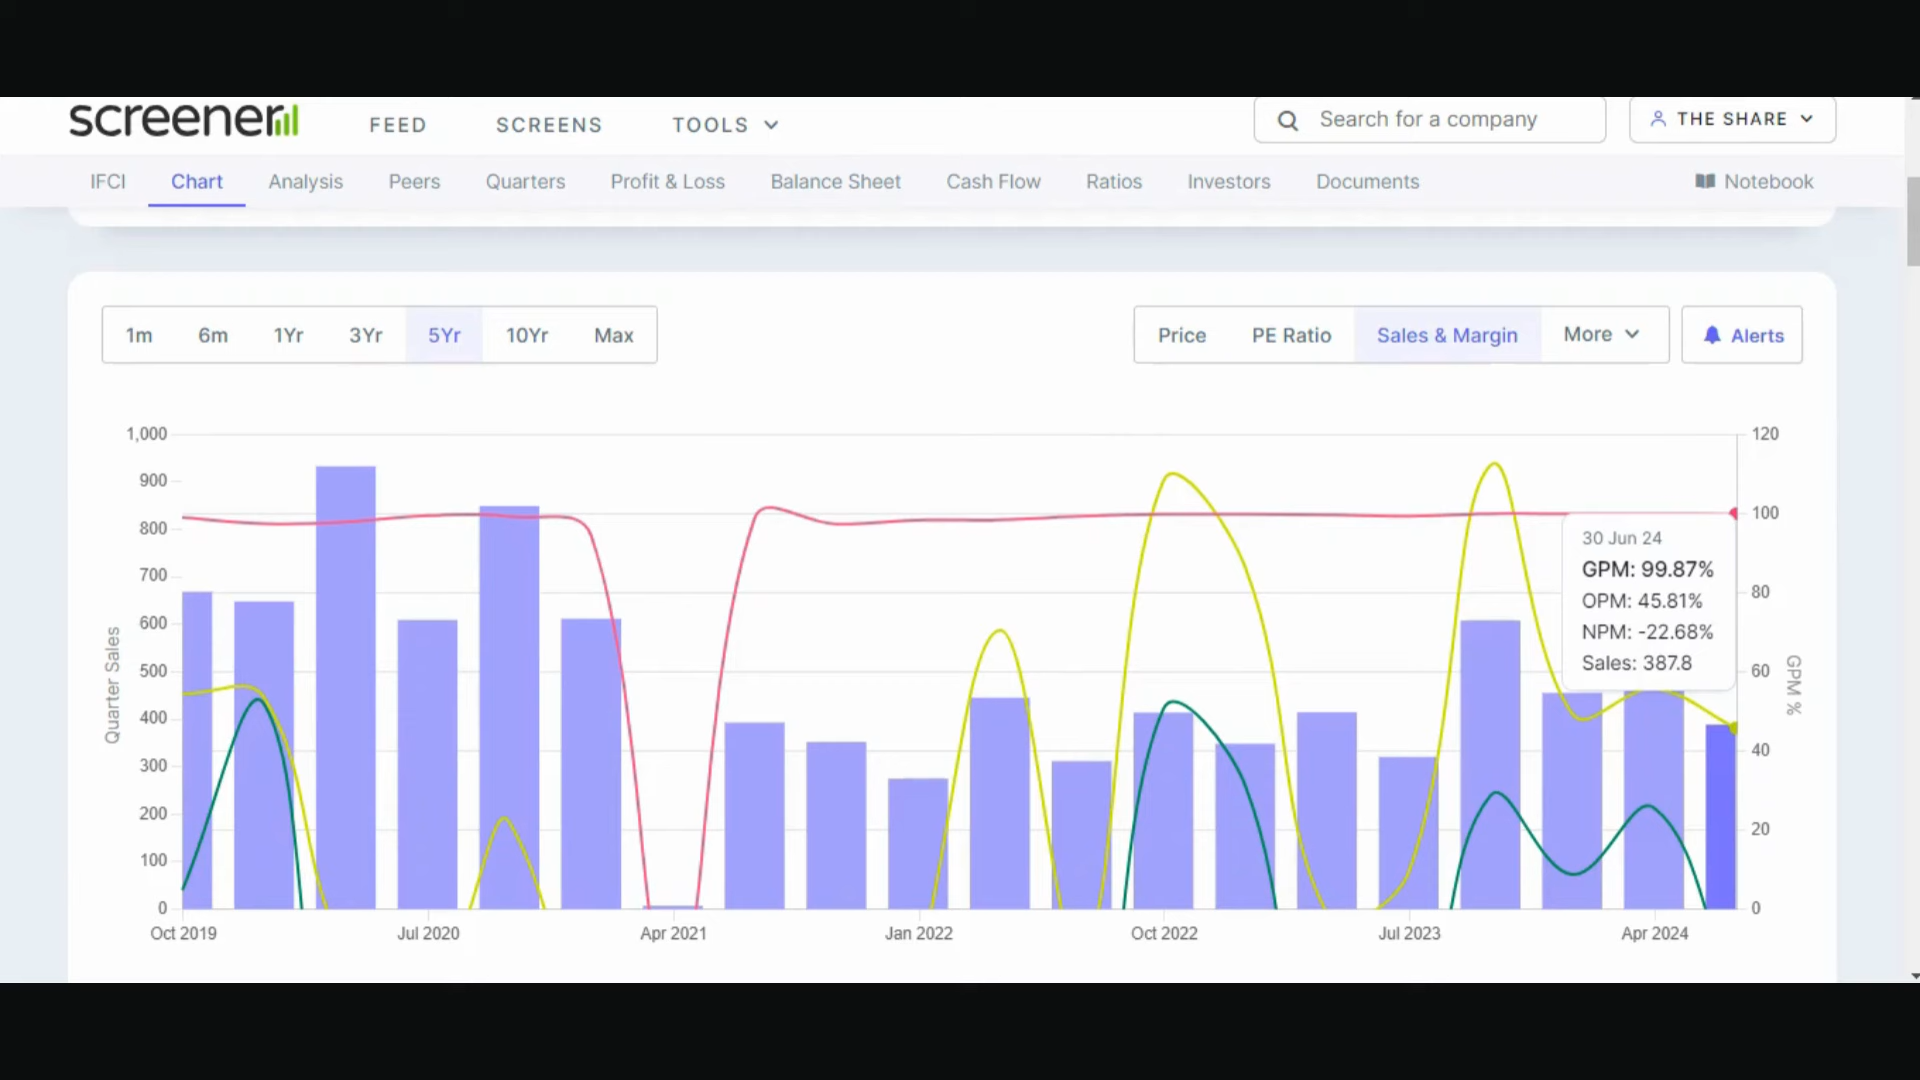 screener
FEED
SCREENS
TOOLS
Search for a company
THE SHARE
IFCI
Chart
Analysis
Peers
Quarters
Profit & Loss
Balance Sheet
Cash Flow
Ratios
Investors
Documents
Notebook
1m
6m
1Yr
3Yr
5Yr
10Yr
Max
Price
PE Ratio
Sales & Margin
More
Alerts
1,000
900
800
700
600
500
400
300
200
100
0
Quarter Sales
120
100
80
60
40
20
0
GPM %
30 Jun 24
GPM: 99.87%
OPM: 45.81%
NPM: -22.68%
Sales: 387.8
Oct 2019
Jul 2020
Apr 2021
Jan 2022
Oct 2022
Jul 2023
Apr 2024